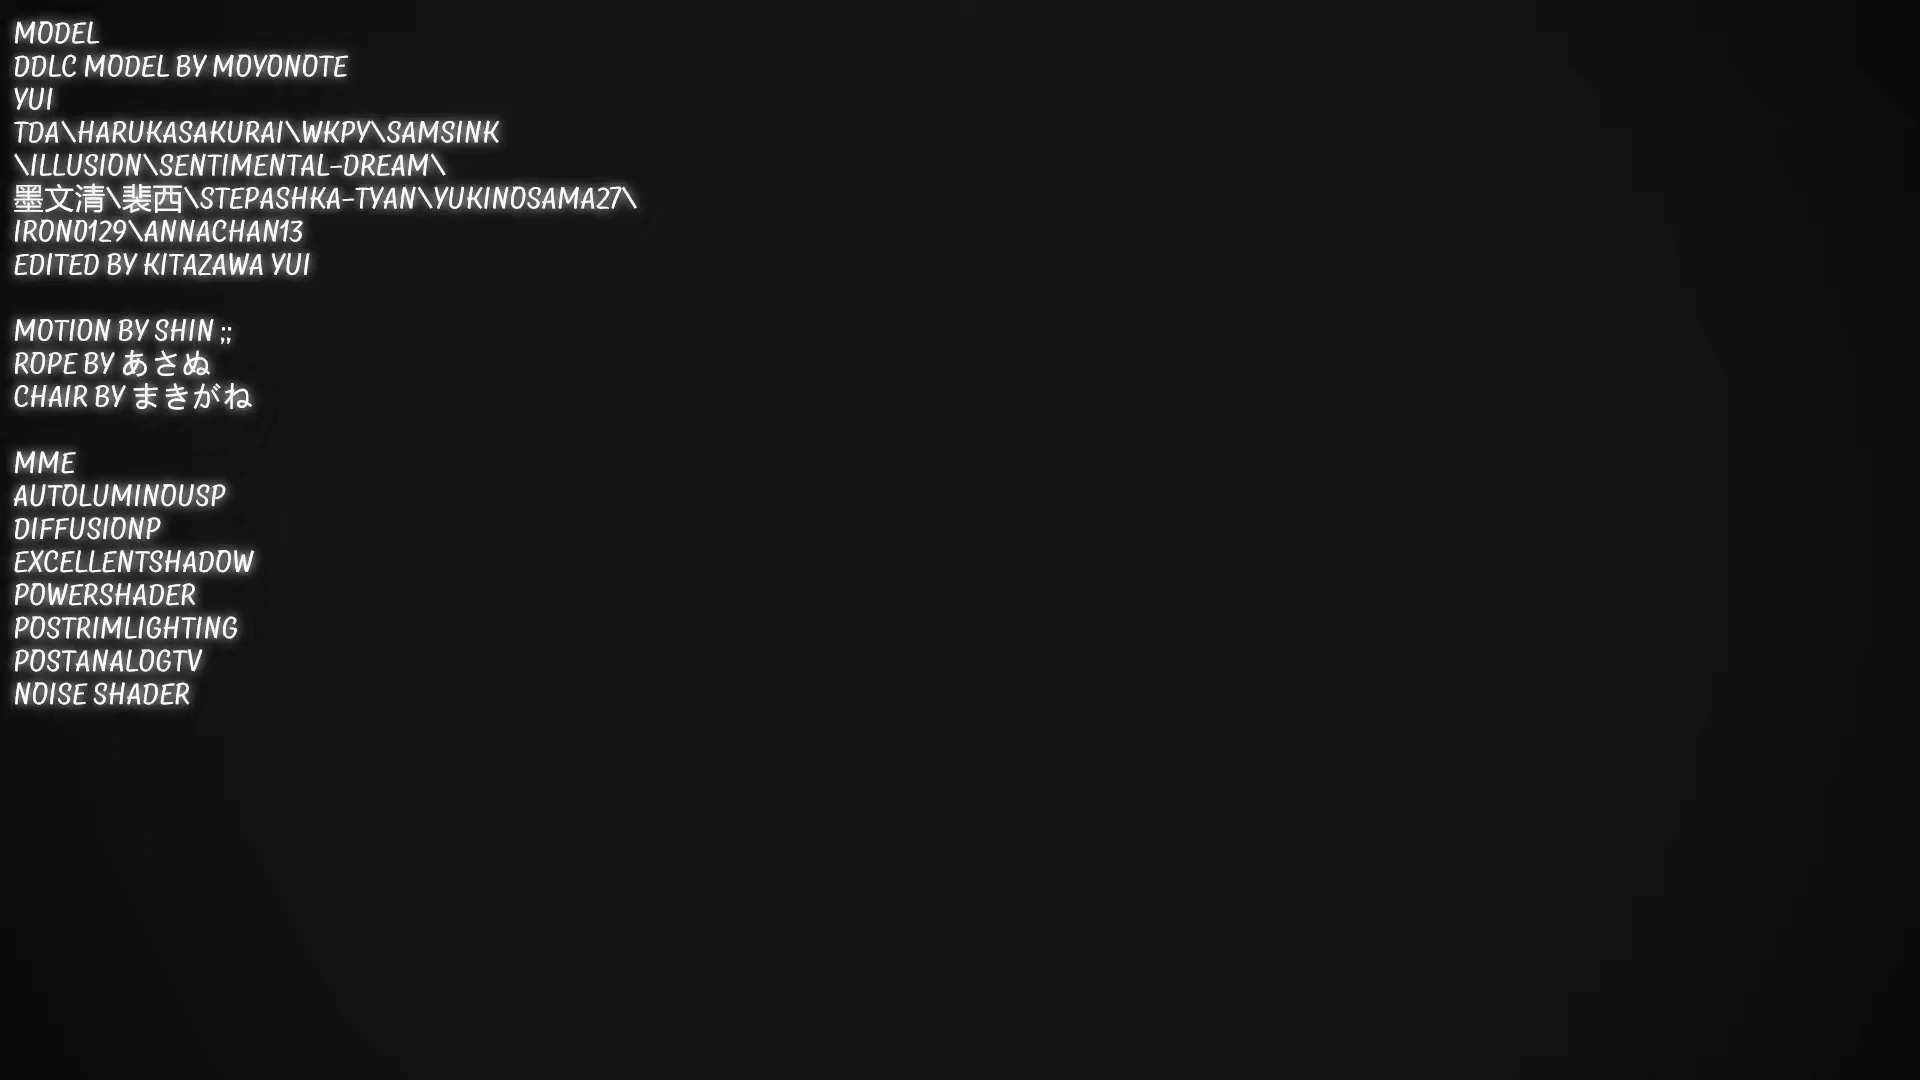 MODEL
DDLC MODEL BY MOYONOTE
YUI
TDA\HARUKASAKURAI\WKPY\SAMSINK
\ILLUSION\SENTIMENTAL-DREAM\
墨文清\裴西\STEPASHKA-TYAN\YUKINOSAMA27\
IRON0129\ANNACHAN13
EDITED BY KITAZAWA YUI
MOTION BY SHIN ;;
ROPE BY あさぬ
CHAIR BY まきがね
MME
AUTOLUMINOUSP
DIFFUSIONP
EXCELLENTSHADOW
POWERSHADER
POSTRIMLIGHTING
POSTANALOGTV
NOISE SHADER